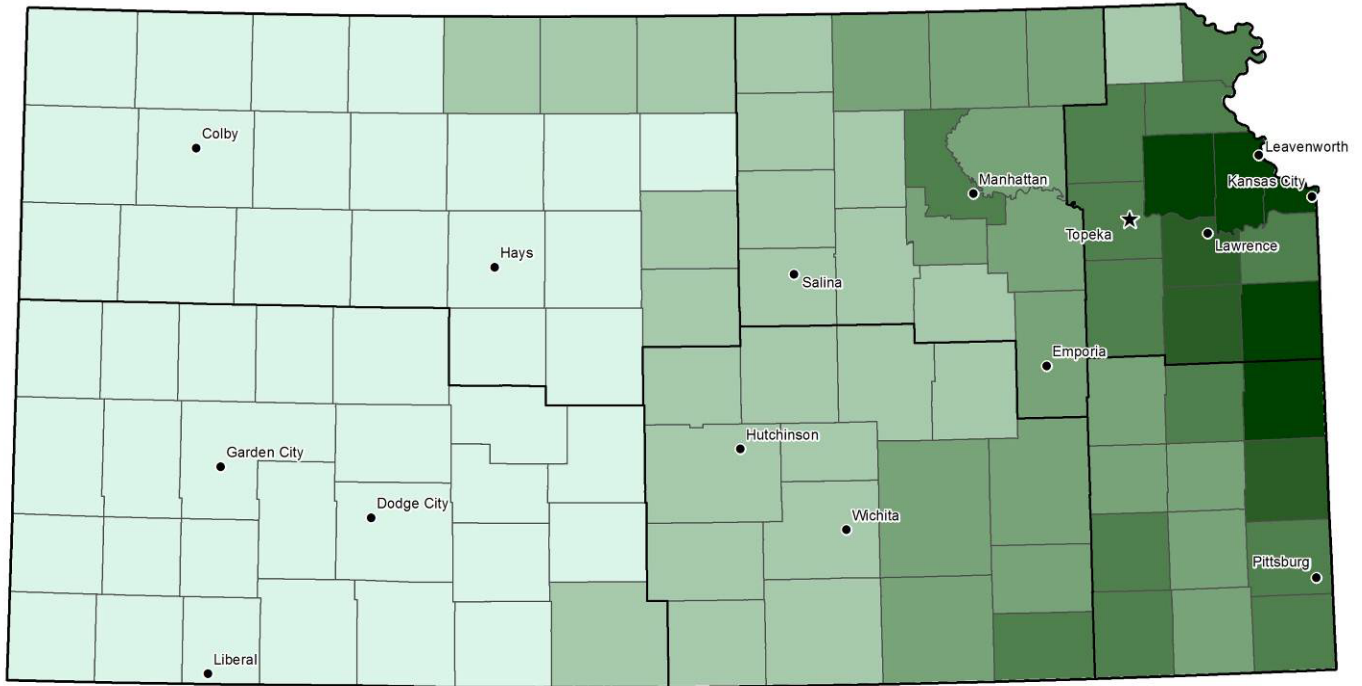 Colby
Leavenworth
Manhattan
Kansas City
Topeka
Lawrence
Hays
Salina
Emporia
Hutchinson
Garden City
Dodge City
Wichita
Pittsburg
Liberal